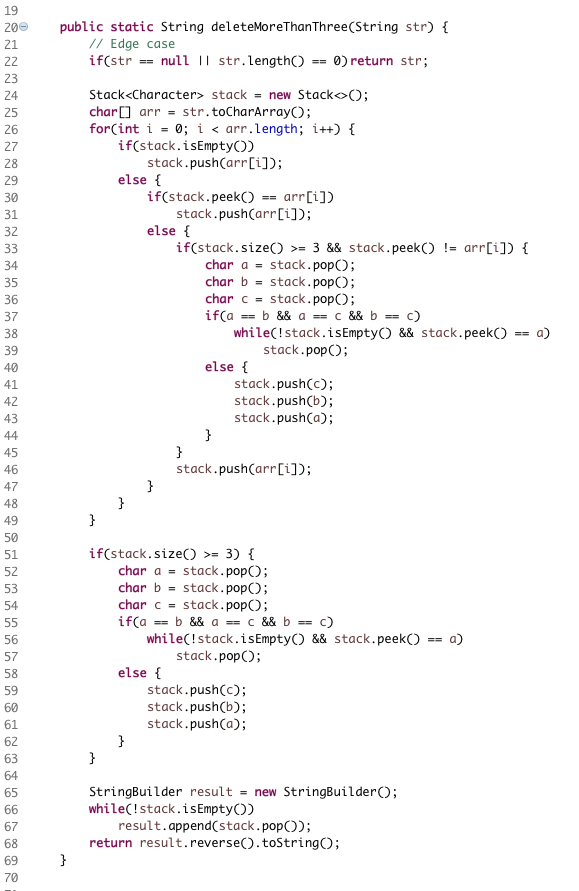 19
20 public static String deleteMoreThanThree(String str) {
21 // Edge case
22 if(str == null || str.length() == 0)return str;
23
24 Stack<Character> stack = new Stack<>();
25 char[] arr = str.toCharArray();
26 for(int i = 0; i < arr.length; i++) {
27 if(stack.isEmpty())
28 stack.push(arr[i]);
29 else {
30 if(stack.peek() == arr[i])
31 stack.push(arr[i]);
32 else {
33 if(stack.size() >= 3 && stack.peek() != arr[i]) {
34 char a = stack.pop();
35 char b = stack.pop();
36 char c = stack.pop();
37 if(a == b && a == c && b == c)
38 while(!stack.isEmpty() && stack.peek() == a)
39 stack.pop();
40 else {
41 stack.push(c);
42 stack.push(b);
43 stack.push(a);
44 }
45 }
46 stack.push(arr[i]);
47 }
48 }
49 }
50
51 if(stack.size() >= 3) {
52 char a = stack.pop();
53 char b = stack.pop();
54 char c = stack.pop();
55 if(a == b && a == c && b == c)
56 while(!stack.isEmpty() && stack.peek() == a)
57 stack.pop();
58 else {
59 stack.push(c);
60 stack.push(b);
61 stack.push(a);
62 }
63 }
64
65 StringBuilder result = new StringBuilder();
66 while(!stack.isEmpty())
67 result.append(stack.pop());
68 return result.reverse().toString();
69 }
70